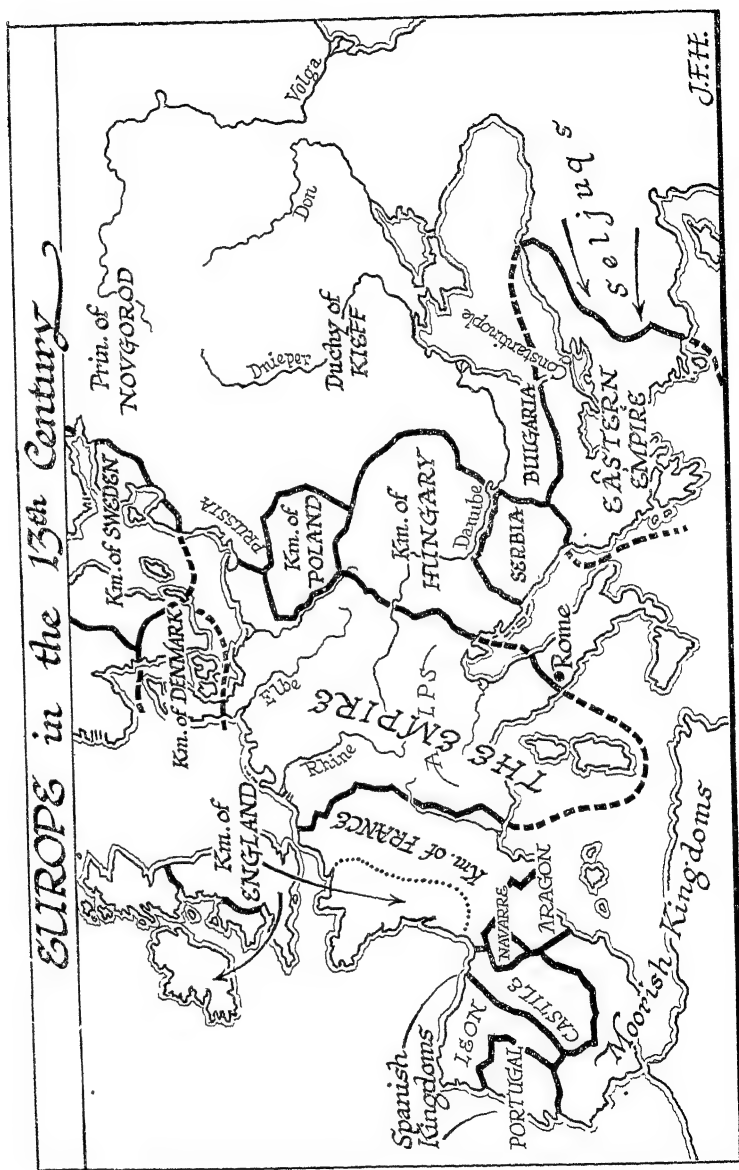 EUROPE in the 13th Century
Prin. of
NOVGOROD
Volga
Don
Dnieper
Duchy of
KIEFF
Km. of SWEDEN
Km. of DENMARK
PRUSSIA
Km. of
POLAND
Km. of
HUNGARY
Danube
SERBIA
BULGARIA
Constantinople
EASTERN
EMPIRE
Seljuqs
Km. of
ENGLAND
Elbe
Rhine
THE EMPIRE
ALPS
Rome
Km. of FRANCE
Spanish
Kingdoms
LEON
PORTUGAL
CASTILE
NAVARRE
ARAGON
Moorish Kingdoms
J.F.H.